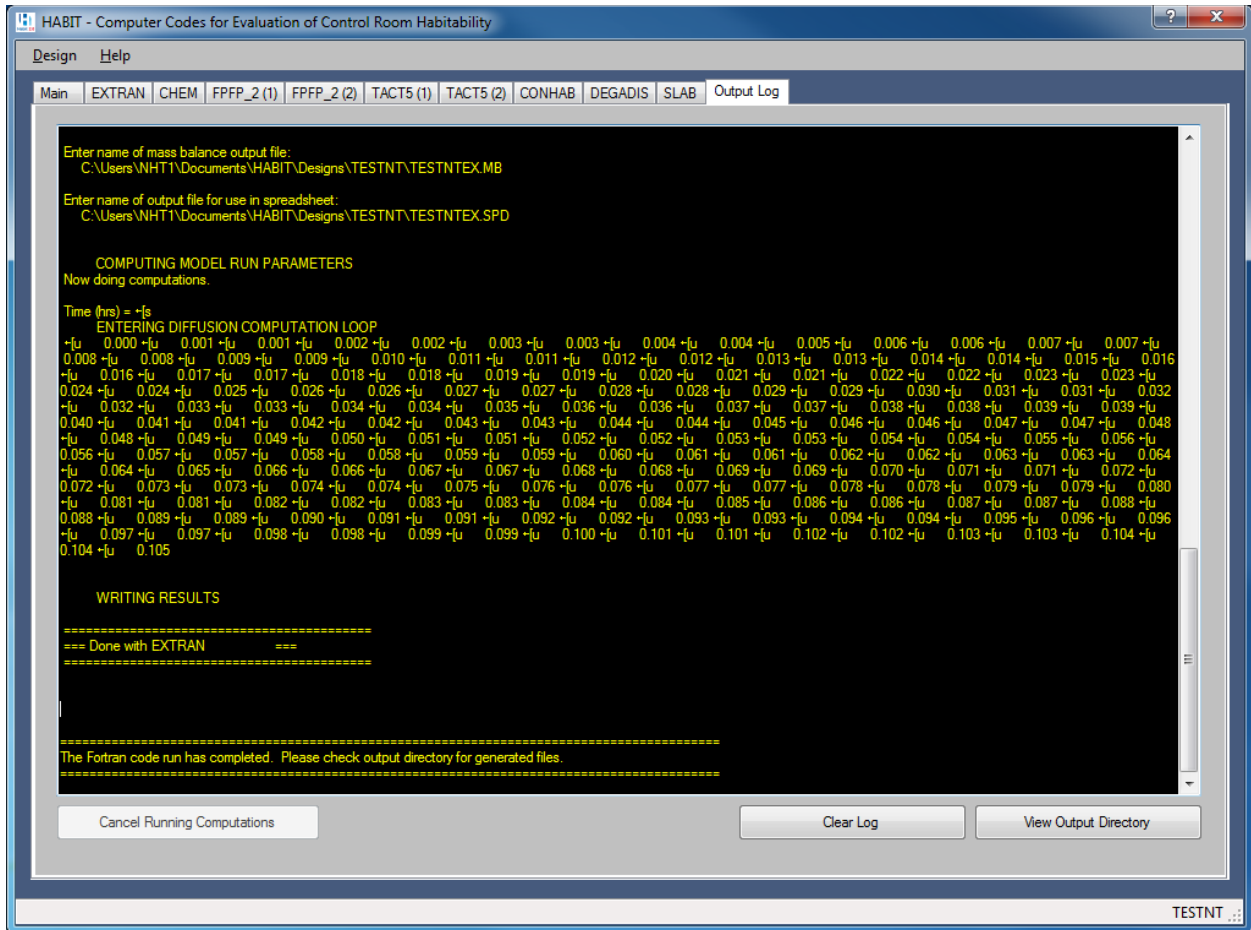 HABIT - Computer Codes for Evaluation of Control Room Habitability
Design Help
Main EXTRAN CHEM FPFP_2 (1) FPFP_2 (2) TACT5 (1) TACT5 (2) CONHAB DEGADIS SLAB Output Log
Enter name of mass balance output file:
C:\Users\NHT1\Documents\HABIT\Designs\TESTNT\TESTNTEX.MB
Enter name of output file for use in spreadsheet:
C:\Users\NHT1\Documents\HABIT\Designs\TESTNT\TESTNTEX.SPD
COMPUTING MODEL RUN PARAMETERS
Now doing computations.
Time (hrs) = ←[s
ENTERING DIFFUSION COMPUTATION LOOP
←[u 0.000 ←[u 0.001 ←[u 0.001 ←[u 0.002 ←[u 0.002 ←[u 0.003 ←[u 0.003 ←[u 0.004 ←[u 0.004 ←[u 0.005 ←[u 0.006 ←[u 0.006 ←[u 0.007 ←[u 0.007 ←[u
0.008 ←[u 0.008 ←[u 0.009 ←[u 0.009 ←[u 0.010 ←[u 0.011 ←[u 0.011 ←[u 0.012 ←[u 0.012 ←[u 0.013 ←[u 0.013 ←[u 0.014 ←[u 0.014 ←[u 0.015 ←[u 0.016
←[u 0.016 ←[u 0.017 ←[u 0.017 ←[u 0.018 ←[u 0.018 ←[u 0.019 ←[u 0.019 ←[u 0.020 ←[u 0.021 ←[u 0.021 ←[u 0.022 ←[u 0.022 ←[u 0.023 ←[u 0.023 ←[u
0.024 ←[u 0.024 ←[u 0.025 ←[u 0.026 ←[u 0.026 ←[u 0.027 ←[u 0.027 ←[u 0.028 ←[u 0.028 ←[u 0.029 ←[u 0.029 ←[u 0.030 ←[u 0.031 ←[u 0.031 ←[u 0.032
←[u 0.032 ←[u 0.033 ←[u 0.033 ←[u 0.034 ←[u 0.034 ←[u 0.035 ←[u 0.036 ←[u 0.036 ←[u 0.037 ←[u 0.037 ←[u 0.038 ←[u 0.038 ←[u 0.039 ←[u 0.039 ←[u
0.040 ←[u 0.041 ←[u 0.041 ←[u 0.042 ←[u 0.042 ←[u 0.043 ←[u 0.043 ←[u 0.044 ←[u 0.044 ←[u 0.045 ←[u 0.046 ←[u 0.046 ←[u 0.047 ←[u 0.047 ←[u 0.048
←[u 0.048 ←[u 0.049 ←[u 0.049 ←[u 0.050 ←[u 0.051 ←[u 0.051 ←[u 0.052 ←[u 0.052 ←[u 0.053 ←[u 0.053 ←[u 0.054 ←[u 0.054 ←[u 0.055 ←[u 0.056 ←[u
0.056 ←[u 0.057 ←[u 0.057 ←[u 0.058 ←[u 0.058 ←[u 0.059 ←[u 0.059 ←[u 0.060 ←[u 0.061 ←[u 0.061 ←[u 0.062 ←[u 0.062 ←[u 0.063 ←[u 0.063 ←[u 0.064
←[u 0.064 ←[u 0.065 ←[u 0.066 ←[u 0.066 ←[u 0.067 ←[u 0.067 ←[u 0.068 ←[u 0.068 ←[u 0.069 ←[u 0.069 ←[u 0.070 ←[u 0.071 ←[u 0.071 ←[u 0.072 ←[u
0.072 ←[u 0.073 ←[u 0.073 ←[u 0.074 ←[u 0.074 ←[u 0.075 ←[u 0.076 ←[u 0.076 ←[u 0.077 ←[u 0.077 ←[u 0.078 ←[u 0.078 ←[u 0.079 ←[u 0.079 ←[u 0.080
←[u 0.081 ←[u 0.081 ←[u 0.082 ←[u 0.082 ←[u 0.083 ←[u 0.083 ←[u 0.084 ←[u 0.084 ←[u 0.085 ←[u 0.086 ←[u 0.086 ←[u 0.087 ←[u 0.087 ←[u 0.088 ←[u
0.088 ←[u 0.089 ←[u 0.089 ←[u 0.090 ←[u 0.091 ←[u 0.091 ←[u 0.092 ←[u 0.092 ←[u 0.093 ←[u 0.093 ←[u 0.094 ←[u 0.094 ←[u 0.095 ←[u 0.096 ←[u 0.096
←[u 0.097 ←[u 0.097 ←[u 0.098 ←[u 0.098 ←[u 0.099 ←[u 0.099 ←[u 0.100 ←[u 0.101 ←[u 0.101 ←[u 0.102 ←[u 0.102 ←[u 0.103 ←[u 0.103 ←[u 0.104 ←[u
0.104 ←[u 0.105
WRITING RESULTS
==========================================
=== Done with EXTRAN ===
==========================================
==========================================================================================
The Fortran code run has completed. Please check output directory for generated files.
==========================================================================================
Cancel Running Computations Clear Log View Output Directory
TESTNT